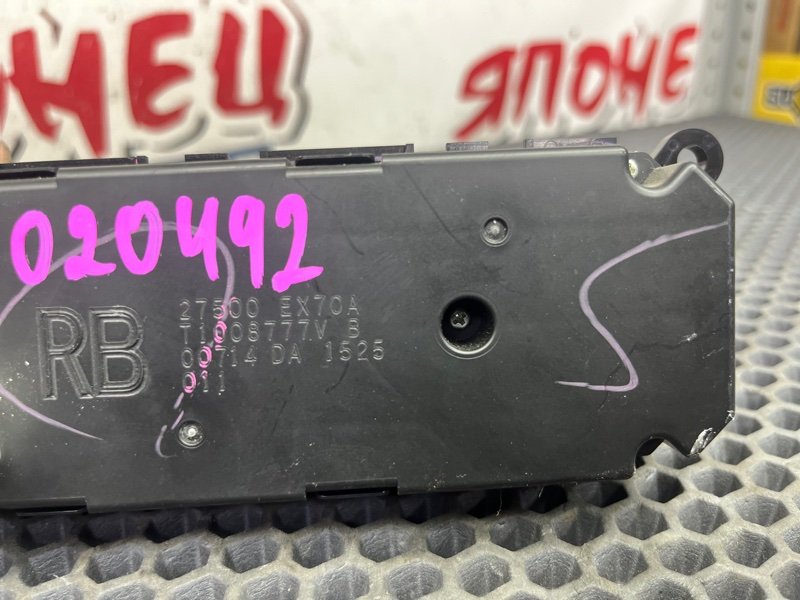 ОНЕЦ
ЯПОНЕ
020492
RB
27500 EX70A
T1008777V B
00714 DA 1525
011